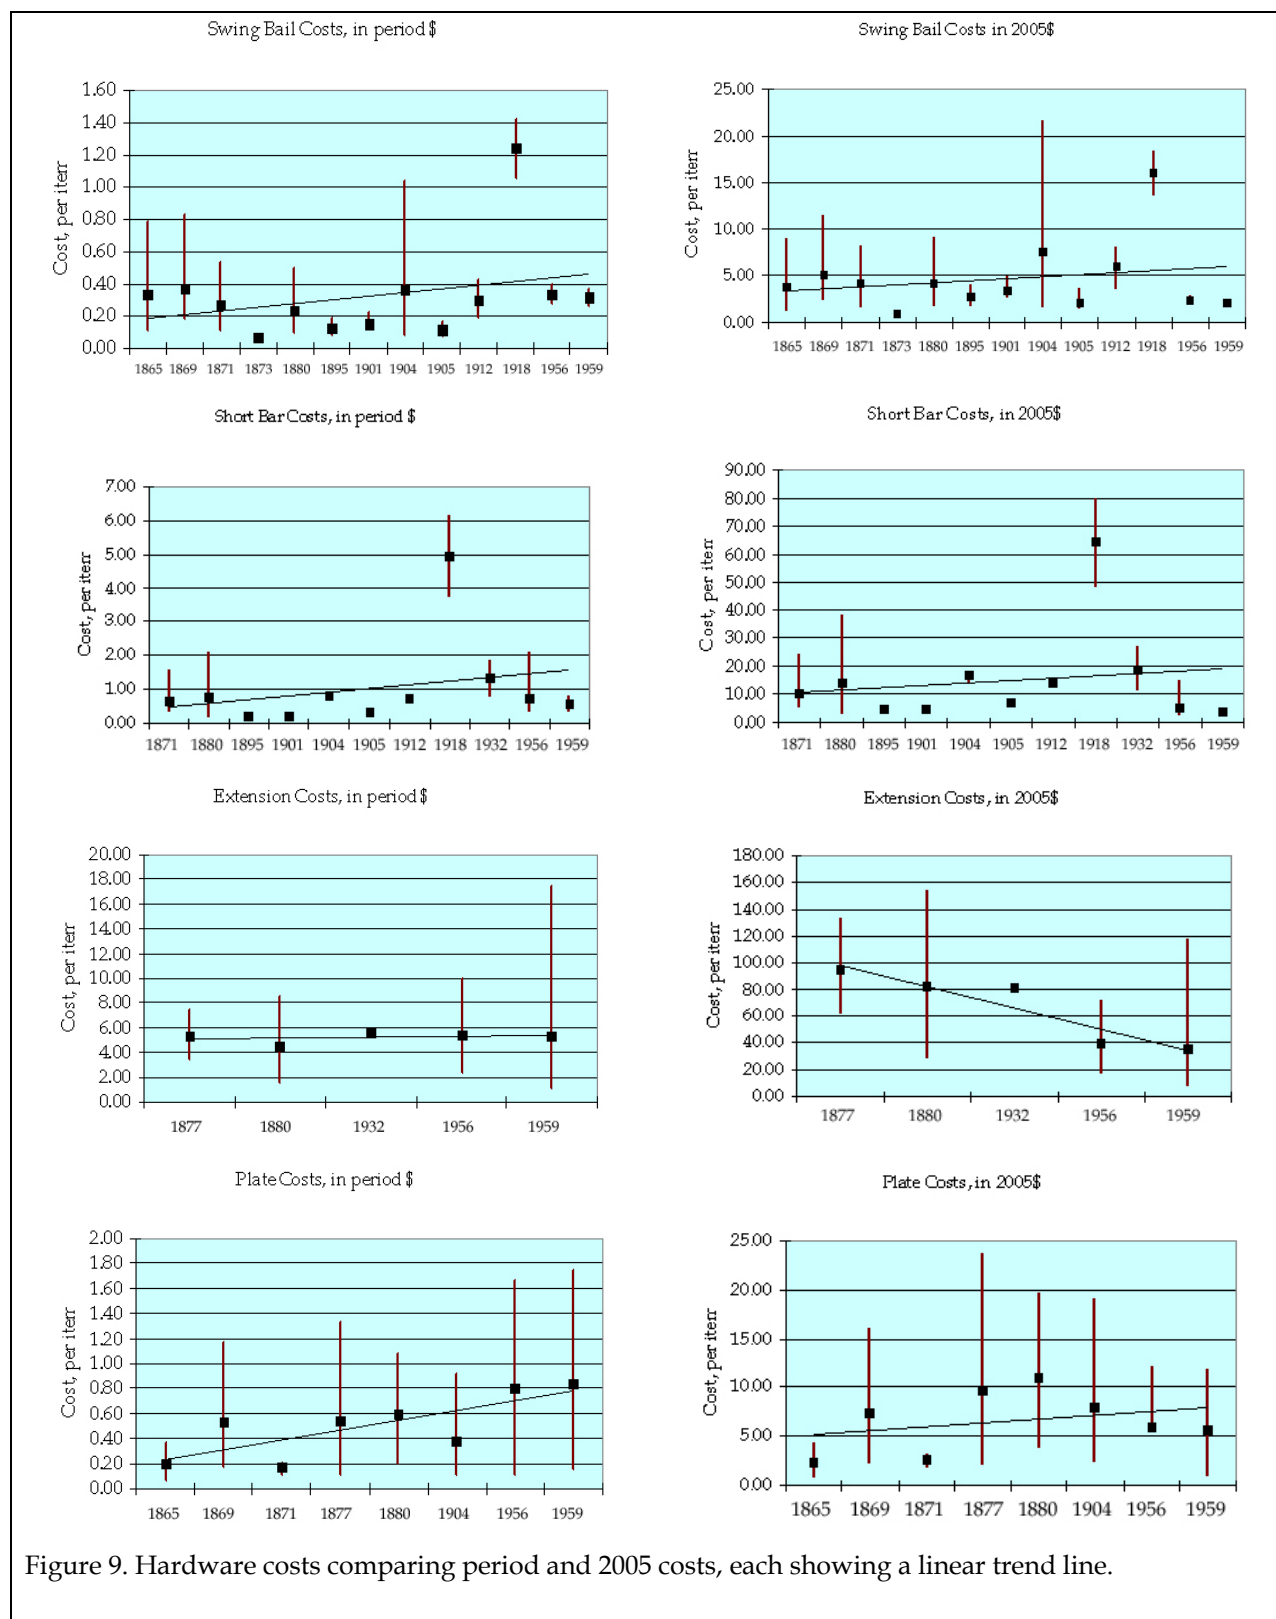 Swing Bail Costs, in period $
Cost, per item
1.60
1.40
1.20
1.00
0.80
0.60
0.40
0.20
0.00
1865 1869 1871 1873 1880 1895 1901 1904 1905 1912 1918 1956 1959
Swing Bail Costs in 2005$
Cost, per item
25.00
20.00
15.00
10.00
5.00
0.00
1865 1869 1871 1873 1880 1895 1901 1904 1905 1912 1918 1956 1959
Short Bar Costs, in period $
Cost, per item
7.00
6.00
5.00
4.00
3.00
2.00
1.00
0.00
1871 1880 1895 1901 1904 1905 1912 1918 1932 1956 1959
Short Bar Costs, in 2005$
Cost, per item
90.00
80.00
70.00
60.00
50.00
40.00
30.00
20.00
10.00
0.00
1871 1880 1895 1901 1904 1905 1912 1918 1932 1956 1959
Extension Costs, in period $
Cost, per item
20.00
18.00
16.00
14.00
12.00
10.00
8.00
6.00
4.00
2.00
0.00
1877 1880 1932 1956 1959
Extension Costs, in 2005$
Cost, per item
180.00
160.00
140.00
120.00
100.00
80.00
60.00
40.00
20.00
0.00
1877 1880 1932 1956 1959
Plate Costs, in period $
Cost, per item
2.00
1.80
1.60
1.40
1.20
1.00
0.80
0.60
0.40
0.20
0.00
1865 1869 1871 1877 1880 1904 1956 1959
Plate Costs, in 2005$
Cost, per item
25.00
20.00
15.00
10.00
5.00
0.00
1865 1869 1871 1877 1880 1904 1956 1959
Figure 9. Hardware costs comparing period and 2005 costs, each showing a linear trend line.